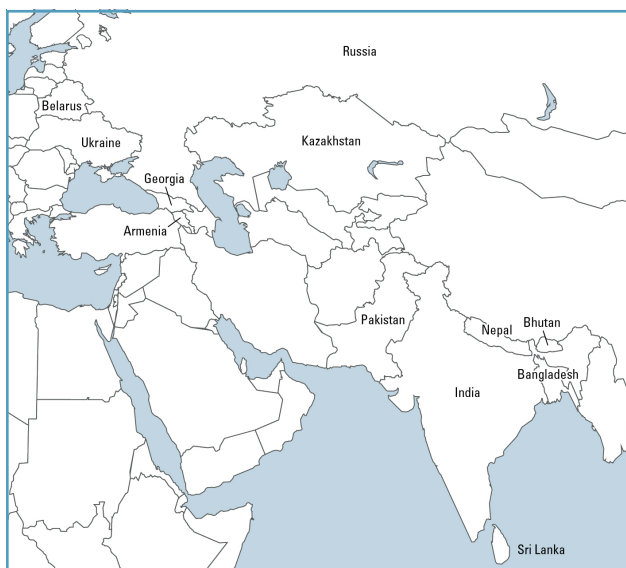 Russia
Belarus
Ukraine
Kazakhstan
Georgia
Armenia
Pakistan
Nepal
Bhutan
Bangladesh
India
Sri Lanka